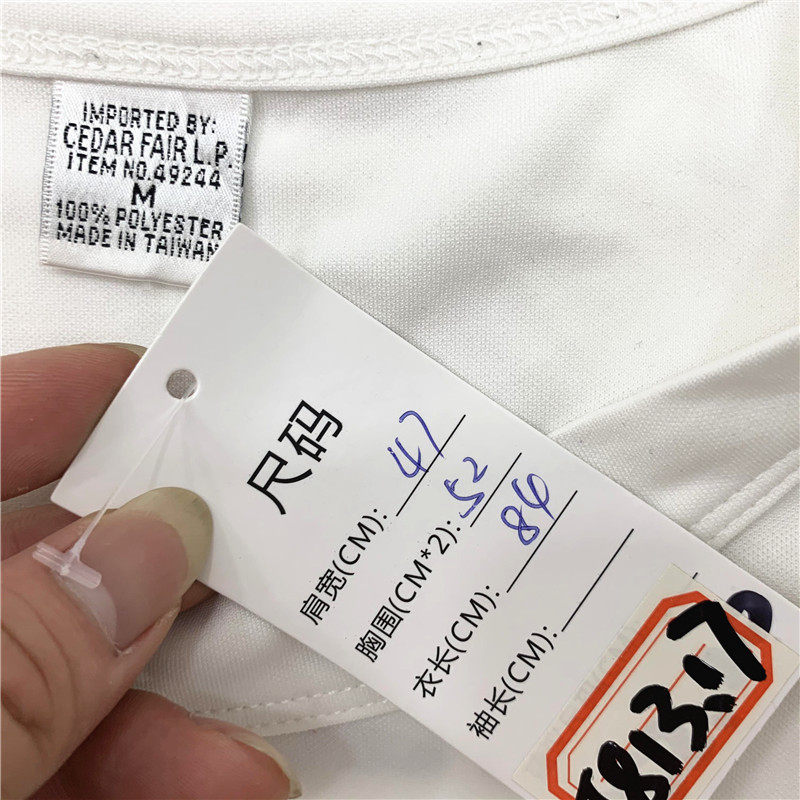 IMPORTED BY:
CEDAR FAIR L.P.
ITEM NO.49244
M
100% POLYESTER
MADE IN TAIWAN
尺码
肩宽(CM): 47
胸围(CM*2): 52
衣长(CM): 84
袖长(CM):